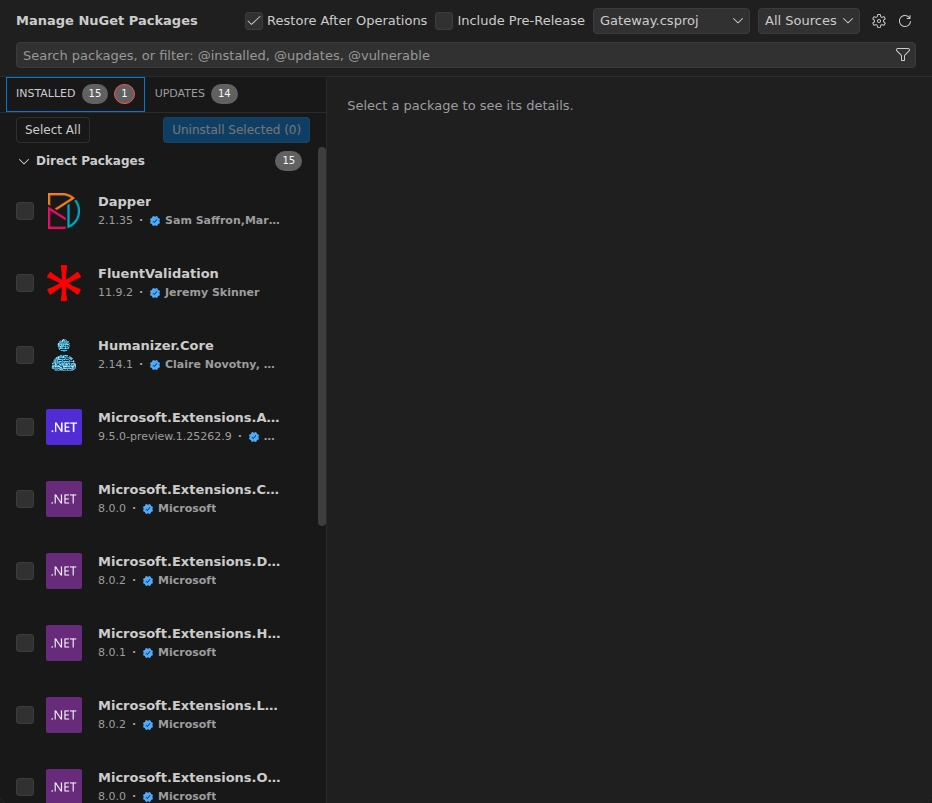 Manage NuGet Packages
Restore After Operations
Include Pre-Release
Gateway.csproj
All Sources
Search packages, or filter: @installed, @updates, @vulnerable
INSTALLED 15 1
UPDATES 14
Select All
Uninstall Selected (0)
Direct Packages 15
Dapper
2.1.35 · Sam Saffron,Mar...
FluentValidation
11.9.2 · Jeremy Skinner
Humanizer.Core
2.14.1 · Claire Novotny, ...
.NET
Microsoft.Extensions.A...
9.5.0-preview.1.25262.9 · ...
.NET
Microsoft.Extensions.C...
8.0.0 · Microsoft
.NET
Microsoft.Extensions.D...
8.0.2 · Microsoft
.NET
Microsoft.Extensions.H...
8.0.1 · Microsoft
.NET
Microsoft.Extensions.L...
8.0.2 · Microsoft
.NET
Microsoft.Extensions.O...
8.0.0 · Microsoft
Select a package to see its details.